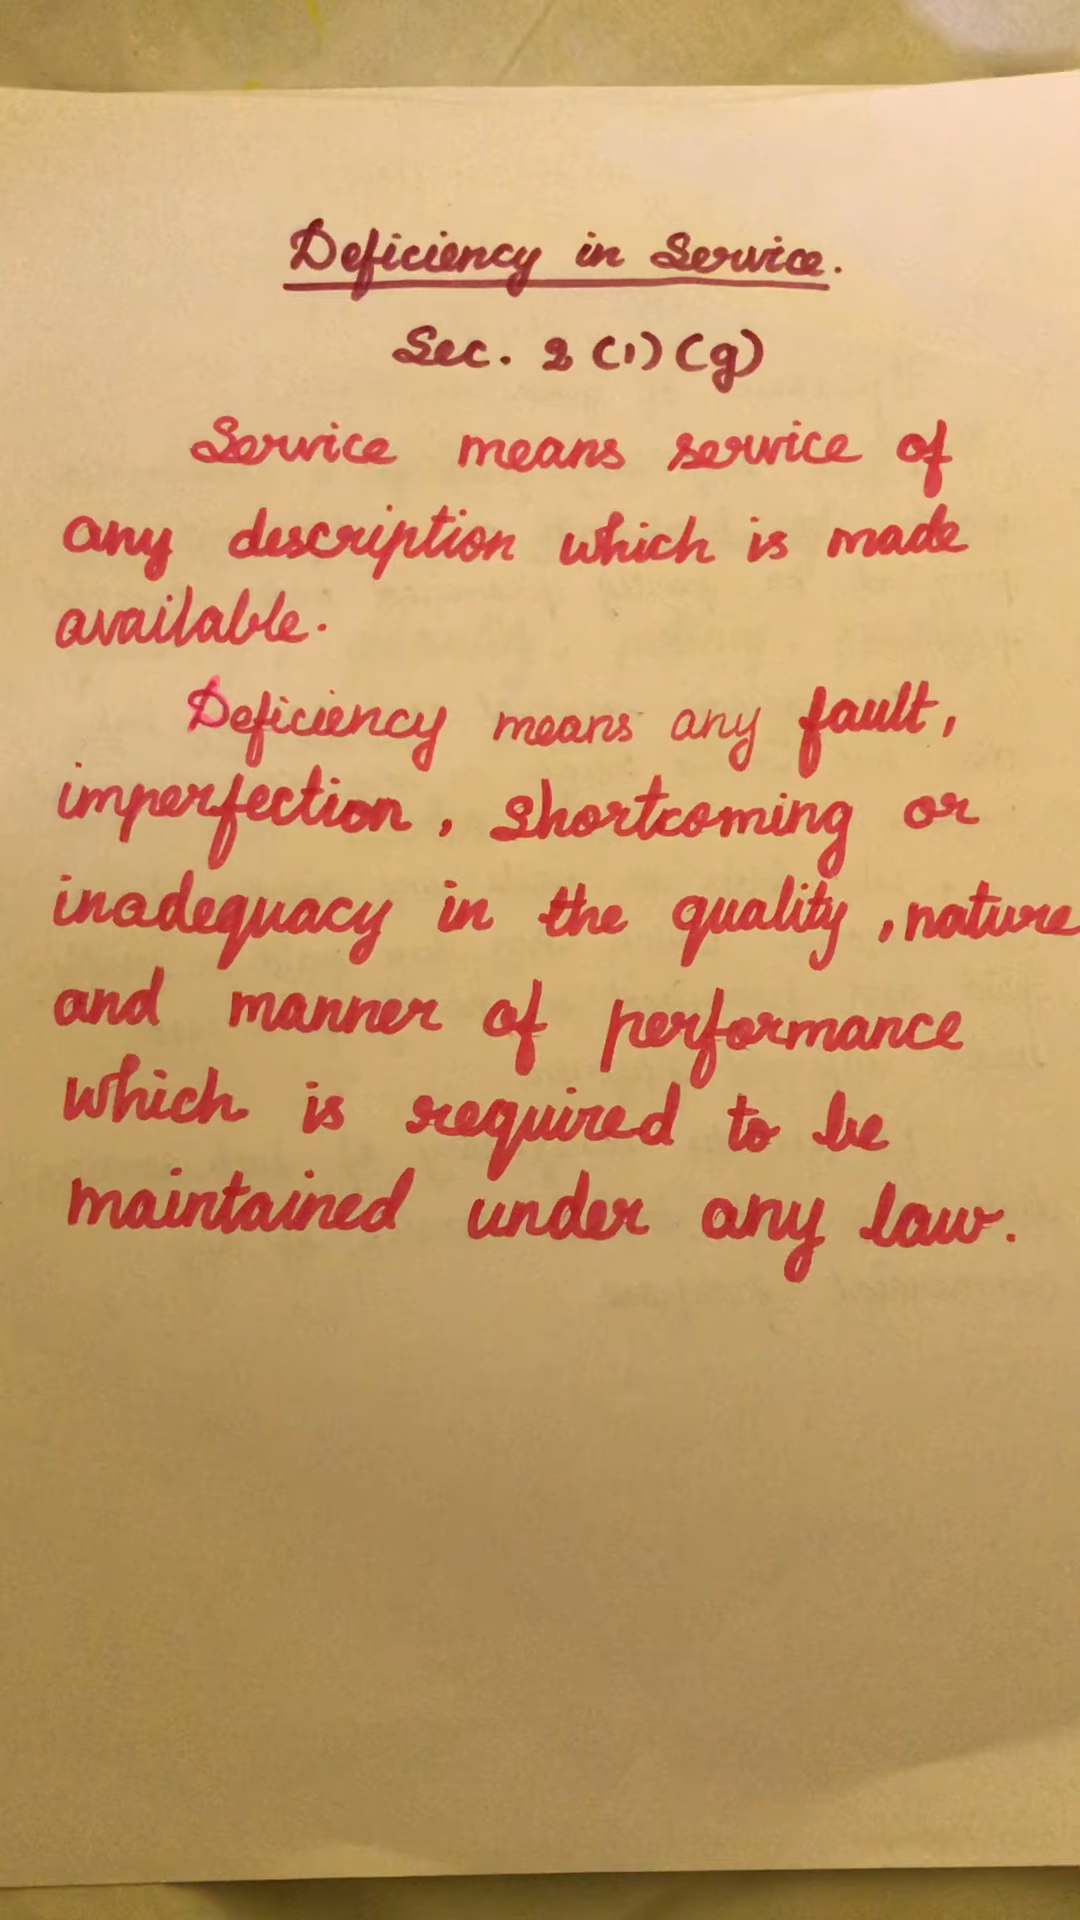 Deficiency in Service.
Sec. 2 (1) (g)
Service means service of
any description which is made
available.
Deficiency means any fault,
imperfection, shortcoming or
inadequacy in the quality, nature
and manner of performance
which is required to be
maintained under any law.